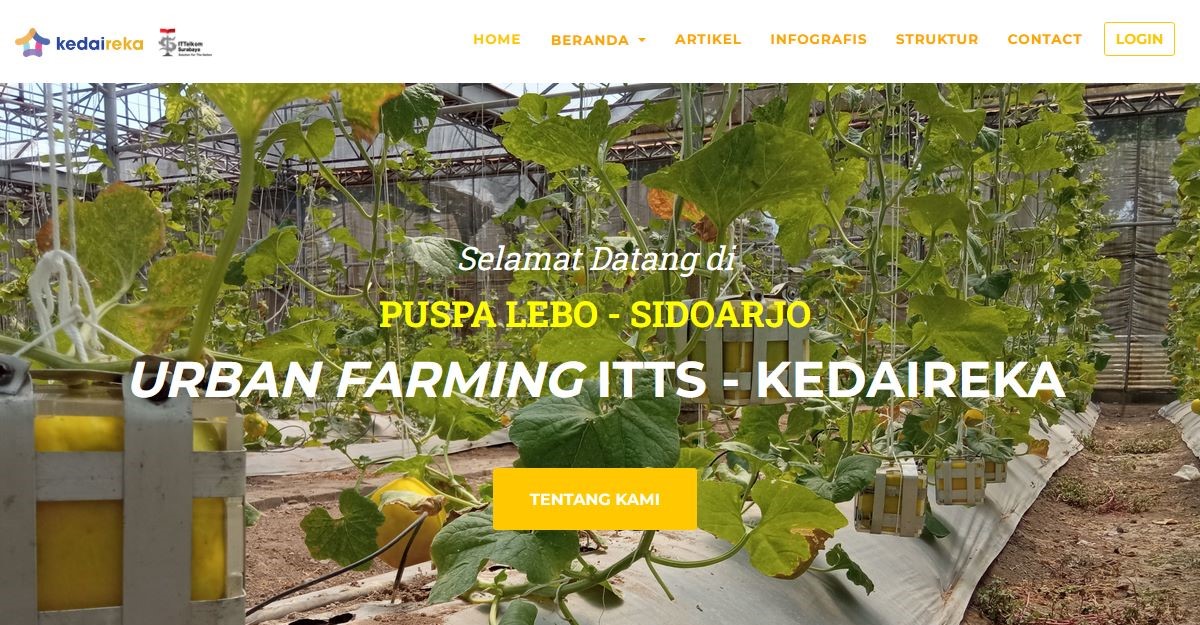 kedaireka
ITTelkom
Surabaya
HOME
BERANDA
ARTIKEL
INFOGRAFIS
STRUKTUR
CONTACT
LOGIN
Selamat Datang di
PUSPA LEBO - SIDOARJO
URBAN FARMING ITTS - KEDAIREKA
TENTANG KAMI